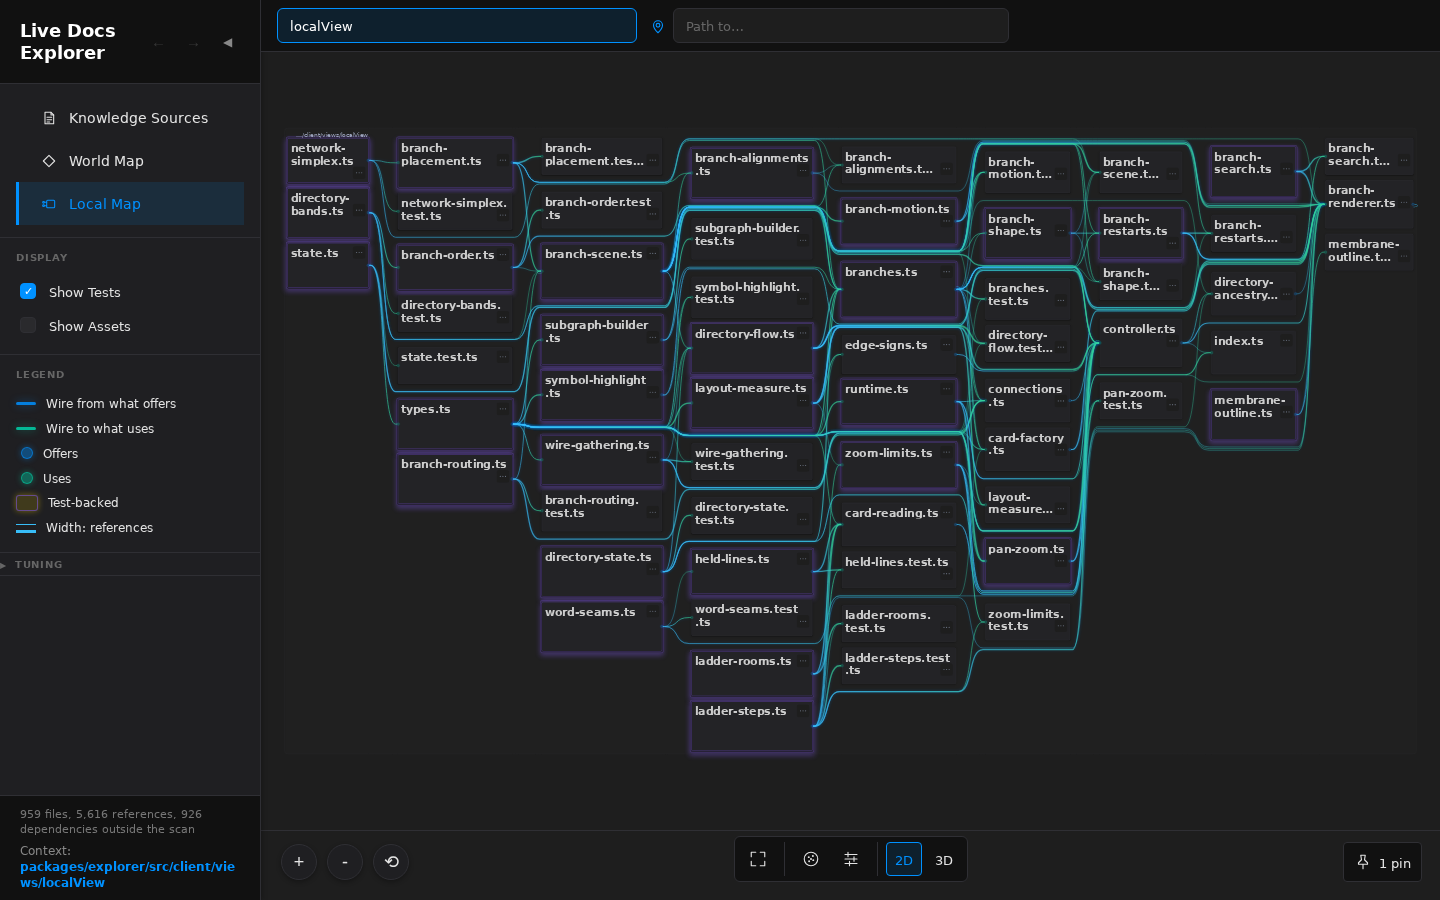 Live Docs
Explorer
Knowledge Sources
World Map
Local Map
DISPLAY
Show Tests
Show Assets
LEGEND
Wire from what offers
Wire to what uses
Offers
Uses
Test-backed
Width: references
TUNING
959 files, 5,616 references, 926
dependencies outside the scan
Context:
packages/explorer/src/client/vie
ws/localView
localView
Path to...
.../client/views/localView
network-
simplex.ts
directory-
bands.ts
state.ts
branch-
placement.ts
network-simplex.
test.ts
branch-order.ts
directory-bands.
test.ts
state.test.ts
types.ts
branch-routing.ts
branch-
placement.tes...
branch-order.test
.ts
branch-scene.ts
subgraph-builder
.ts
symbol-highlight
.ts
wire-gathering.ts
branch-routing.
test.ts
directory-state.ts
word-seams.ts
branch-alignments
.ts
subgraph-builder.
test.ts
symbol-highlight.
test.ts
directory-flow.ts
layout-measure.ts
wire-gathering.
test.ts
directory-state.
test.ts
held-lines.ts
word-seams.test
.ts
ladder-rooms.ts
ladder-steps.ts
branch-
alignments.t...
branch-motion.ts
branches.ts
edge-signs.ts
runtime.ts
zoom-limits.ts
card-reading.ts
held-lines.test.ts
ladder-rooms.
test.ts
ladder-steps.test
.ts
branch-
motion.t...
branch-
shape.ts
branches.
test.ts
directory-
flow.test...
connections
.ts
card-factory
.ts
layout-
measure...
pan-zoom.ts
zoom-limits.
test.ts
branch-
scene.t...
branch-
restarts.ts
branch-
shape.t...
controller.ts
pan-zoom.
test.ts
branch-
search.ts
branch-
restarts....
directory-
ancestry...
index.ts
membrane-
outline.ts
branch-
search.t...
branch-
renderer.ts
membrane-
outline.t...
+
-
2D
3D
1 pin